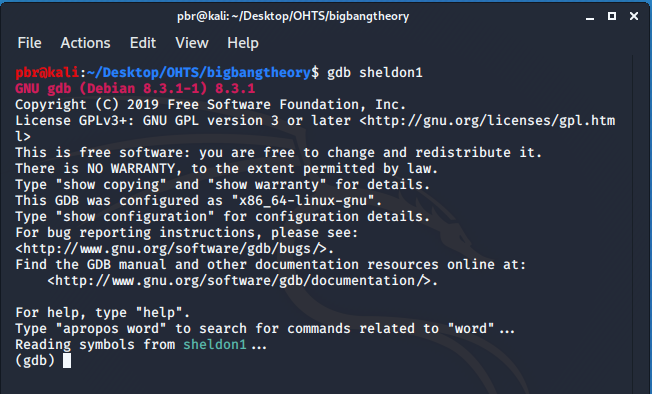 pbr@kali: ~/Desktop/OHTS/bigbangtheory
File Actions Edit View Help
pbr@kali:~/Desktop/OHTS/bigbangtheory$ gdb sheldon1
GNU gdb (Debian 8.3.1-1) 8.3.1
Copyright (C) 2019 Free Software Foundation, Inc.
License GPLv3+: GNU GPL version 3 or later <http://gnu.org/licenses/gpl.htm
l>
This is free software: you are free to change and redistribute it.
There is NO WARRANTY, to the extent permitted by law.
Type "show copying" and "show warranty" for details.
This GDB was configured as "x86_64-linux-gnu".
Type "show configuration" for configuration details.
For bug reporting instructions, please see:
<http://www.gnu.org/software/gdb/bugs/>.
Find the GDB manual and other documentation resources online at:
    <http://www.gnu.org/software/gdb/documentation/>.

For help, type "help".
Type "apropos word" to search for commands related to "word"...
Reading symbols from sheldon1...
(gdb)